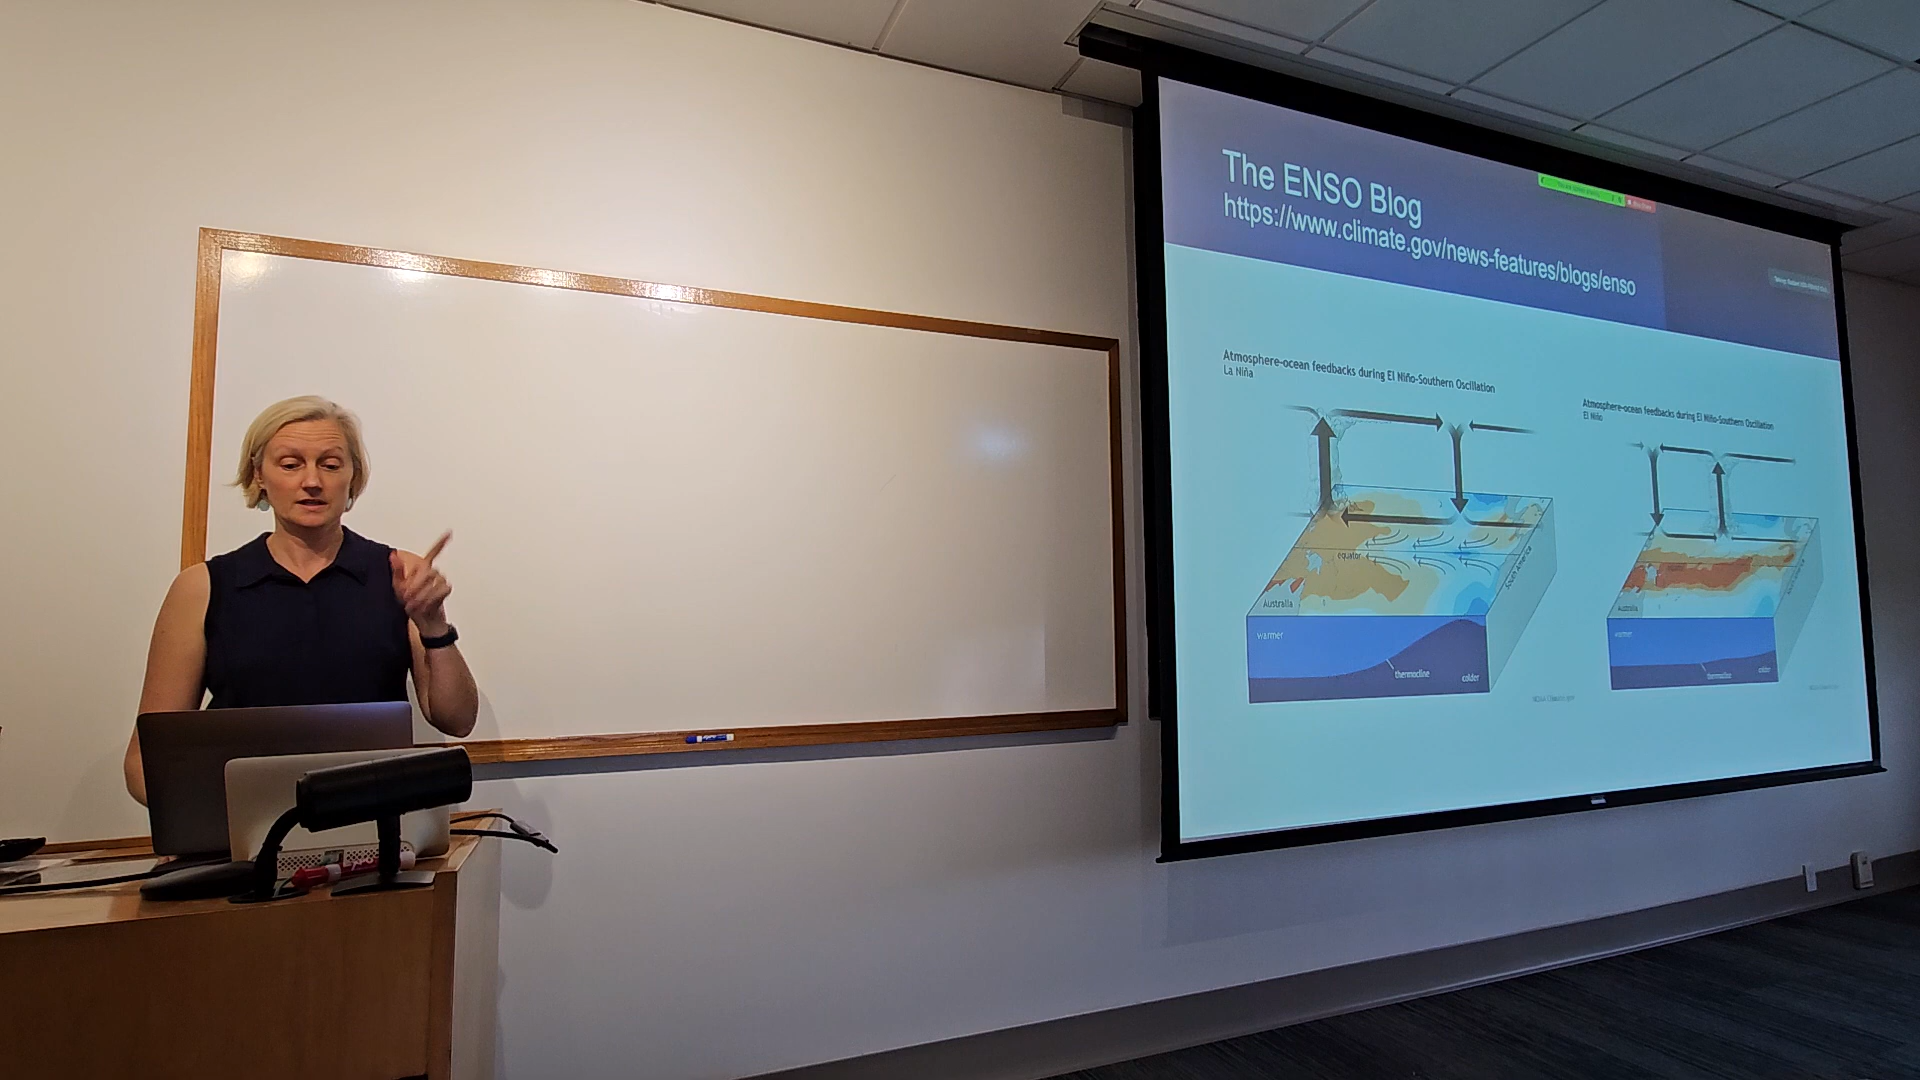 The ENSO Blog
https://www.climate.gov/news-features/blogs/enso
Atmosphere-ocean feedbacks during El Niño-Southern Oscillation
La Niña
equator
South America
Australia
warmer
thermocline
colder
Atmosphere-ocean feedbacks during El Niño-Southern Oscillation
El Niño
Australia
warmer
thermocline
colder